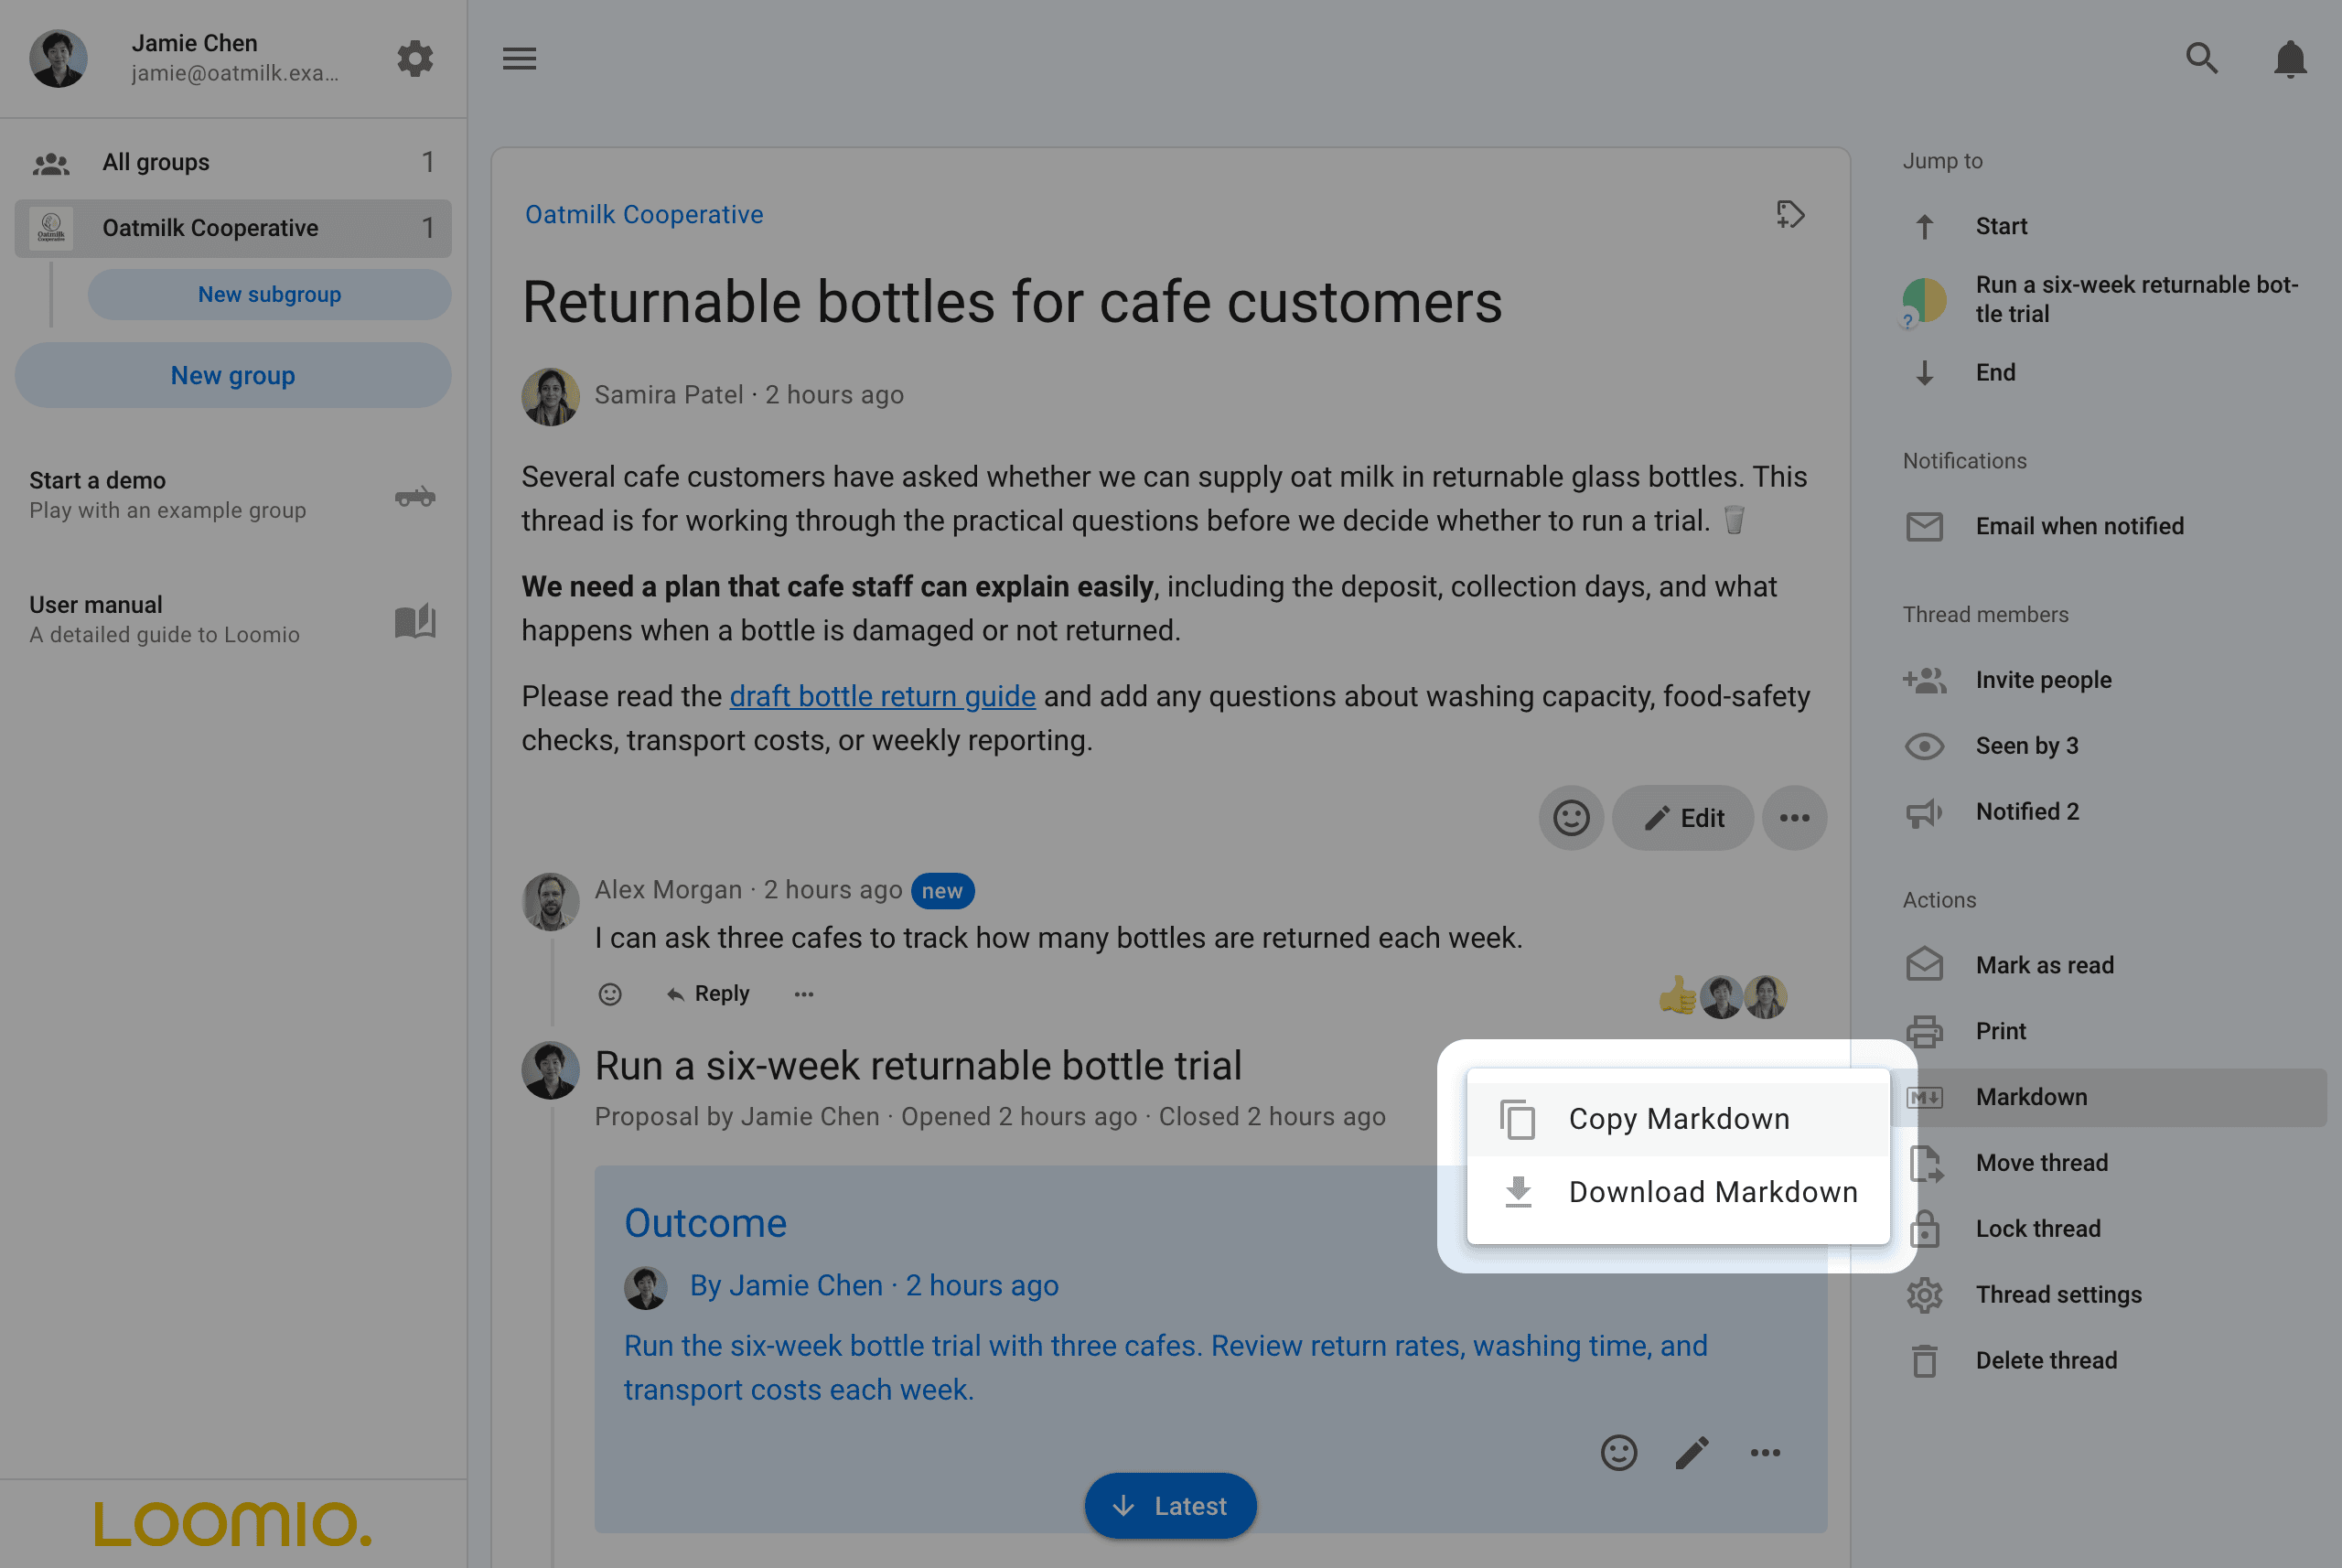 Jamie Chen
jamie@oatmilk.exa...
All groups 1
Oatmilk Cooperative 1
New subgroup
New group
Start a demo
Play with an example group
User manual
A detailed guide to Loomio
LOOMIO.
Oatmilk Cooperative
Returnable bottles for cafe customers
Samira Patel · 2 hours ago
Several cafe customers have asked whether we can supply oat milk in returnable glass bottles. This
thread is for working through the practical questions before we decide whether to run a trial.
We need a plan that cafe staff can explain easily, including the deposit, collection days, and what
happens when a bottle is damaged or not returned.
Please read the draft bottle return guide and add any questions about washing capacity, food-safety
checks, transport costs, or weekly reporting.
Edit
Alex Morgan · 2 hours ago new
I can ask three cafes to track how many bottles are returned each week.
Reply
Run a six-week returnable bottle trial
Proposal by Jamie Chen · Opened 2 hours ago · Closed 2 hours ago
Outcome
By Jamie Chen · 2 hours ago
Run the six-week bottle trial with three cafes. Review return rates, washing time, and
transport costs each week.
Latest
Copy Markdown
Download Markdown
Jump to
Start
Run a six-week returnable bot-
tle trial
?
End
Notifications
Email when notified
Thread members
Invite people
Seen by 3
Notified 2
Actions
Mark as read
Print
Markdown
Move thread
Lock thread
Thread settings
Delete thread